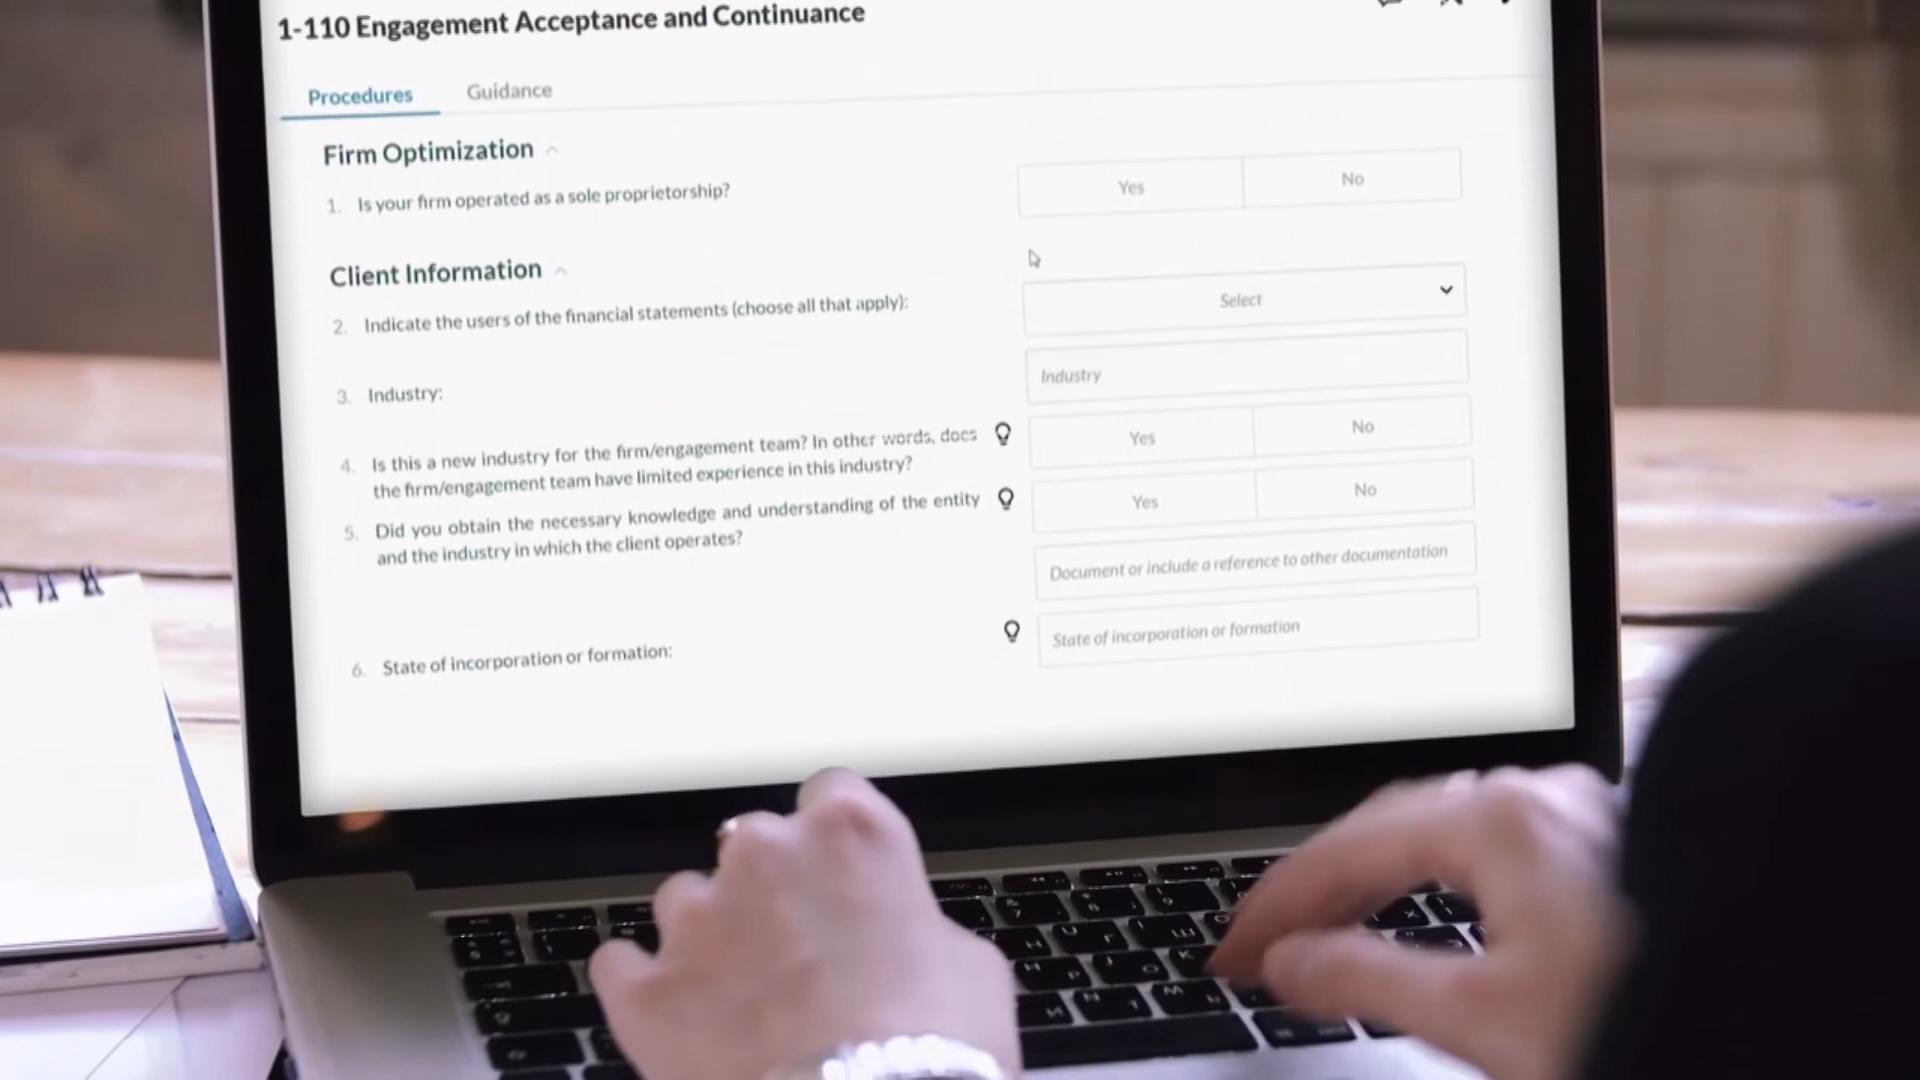 1-110 Engagement Acceptance and Continuance
Procedures
Guidance
Firm Optimization
1. Is your firm operated as a sole proprietorship?
Yes
No
Client Information
2. Indicate the users of the financial statements (choose all that apply):
Select
3. Industry:
Industry
4. Is this a new industry for the firm/engagement team? In other words, does
the firm/engagement team have limited experience in this industry?
Yes
No
5. Did you obtain the necessary knowledge and understanding of the entity
and the industry in which the client operates?
Yes
No
Document or include a reference to other documentation
6. State of incorporation or formation:
State of incorporation or formation